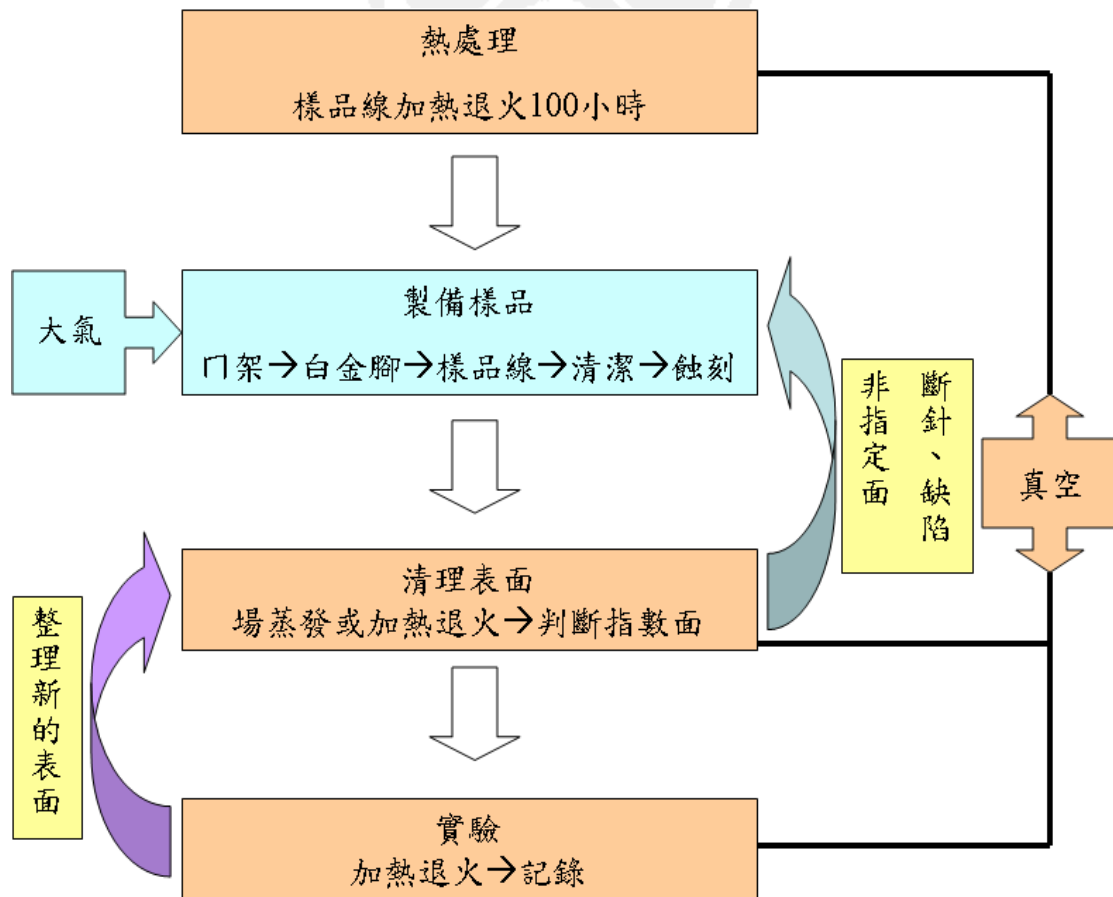 熱處理
樣品線加熱退火100小時
大氣
製備樣品
ㄇ架→白金腳→樣品線→清潔→蝕刻
斷針、缺陷
非指定面
真空
清理表面
場蒸發或加熱退火→判斷指數面
整理新的表面
實驗
加熱退火→記錄